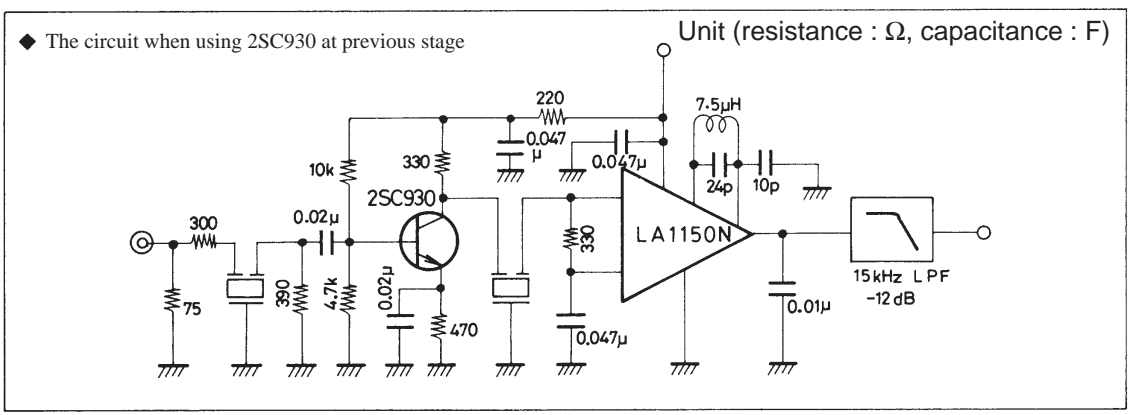 ◆ The circuit when using 2SC930 at previous stage
Unit (resistance : Ω, capacitance : F)
220
7.5μH
0.047
μ
0.047μ
10k
330
24p
10p
2SC930
300
0.02μ
LA1150N
330
75
390
4.7k
0.02μ
470
0.047μ
0.01μ
15kHz LPF
-12dB